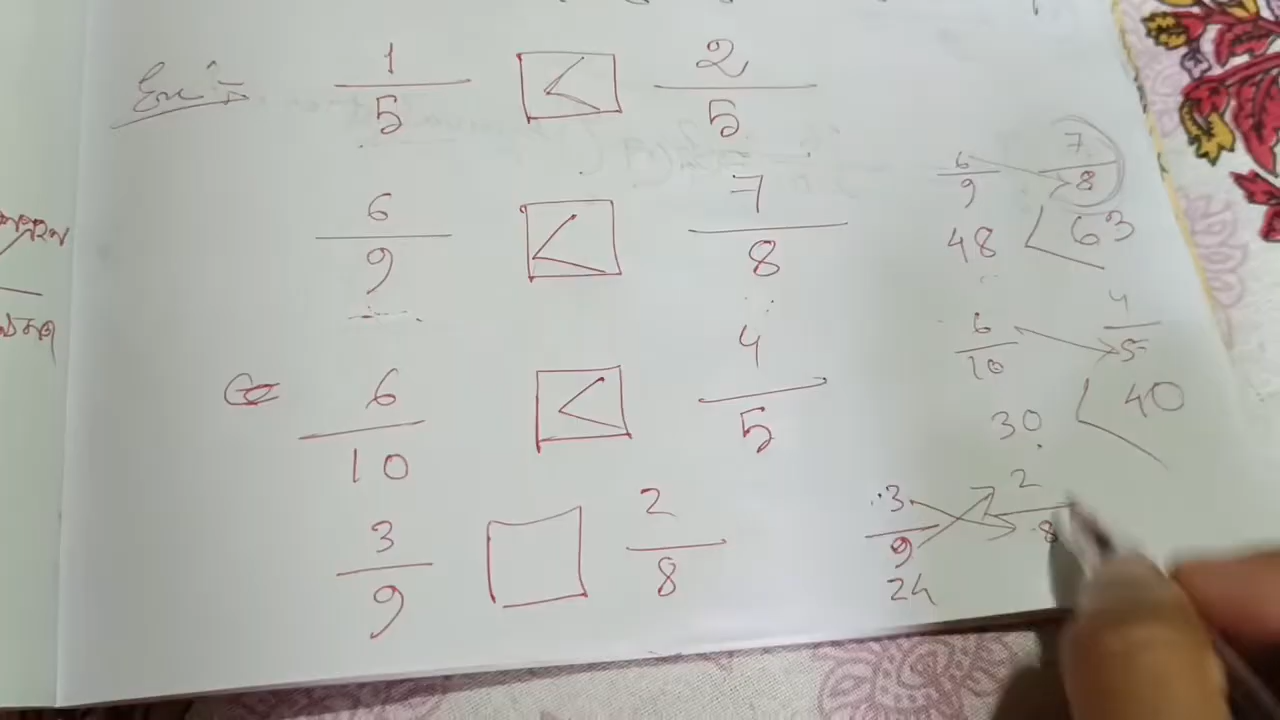 Ex :-
1/5 < 2/5
6/9 < 7/8
6/10 < 4/5
3/9 □ 2/8
6/9 7/8
48 < 63
6/10 4/5
30 < 40
3/9 2/8
24